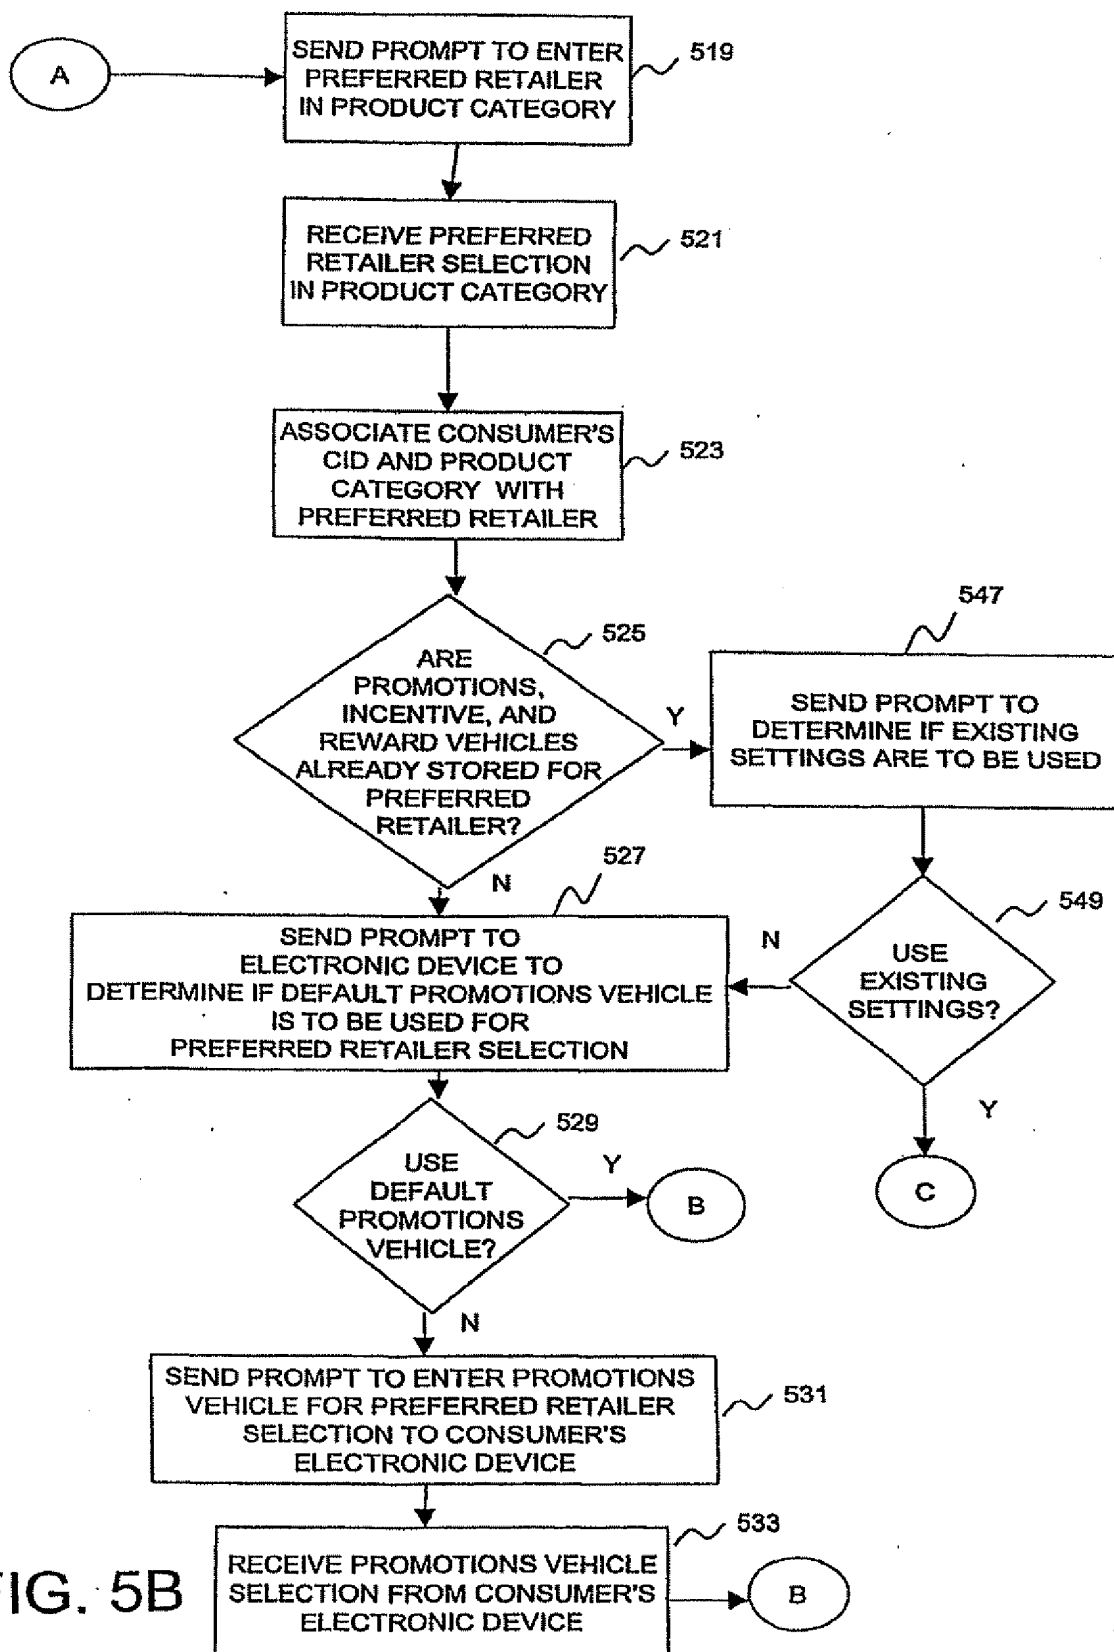 A
SEND PROMPT TO ENTER
PREFERRED RETAILER
IN PRODUCT CATEGORY
519
RECEIVE PREFERRED
RETAILER SELECTION
IN PRODUCT CATEGORY
521
ASSOCIATE CONSUMER'S
CID AND PRODUCT
CATEGORY WITH
PREFERRED RETAILER
523
ARE
PROMOTIONS,
INCENTIVE, AND
REWARD VEHICLES
ALREADY STORED FOR
PREFERRED
RETAILER?
525
Y
547
SEND PROMPT TO
DETERMINE IF EXISTING
SETTINGS ARE TO BE USED
N
527
SEND PROMPT TO
ELECTRONIC DEVICE TO
DETERMINE IF DEFAULT PROMOTIONS VEHICLE
IS TO BE USED FOR
PREFERRED RETAILER SELECTION
N
USE
EXISTING
SETTINGS?
549
Y
C
USE
DEFAULT
PROMOTIONS
VEHICLE?
529
Y
B
N
SEND PROMPT TO ENTER PROMOTIONS
VEHICLE FOR PREFERRED RETAILER
SELECTION TO CONSUMER'S
ELECTRONIC DEVICE
531
RECEIVE PROMOTIONS VEHICLE
SELECTION FROM CONSUMER'S
ELECTRONIC DEVICE
533
B
FIG. 5B